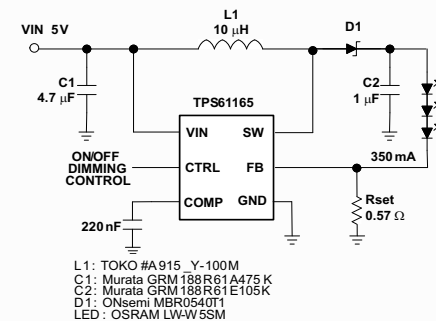 L1
VIN 5V
10 μH
D1
C1
4.7 μF
TPS61165
C2
1 μF
VIN SW
ON/OFF
DIMMING
CONTROL
CTRL FB
350 mA
COMP GND
Rset
0.57 Ω
220 nF
L1: TOKO #A915_Y-100M
C1: Murata GRM188R61A475K
C2: Murata GRM188R61E105K
D1: ONsemi MBR0540T1
LED: OSRAM LW-W5SM